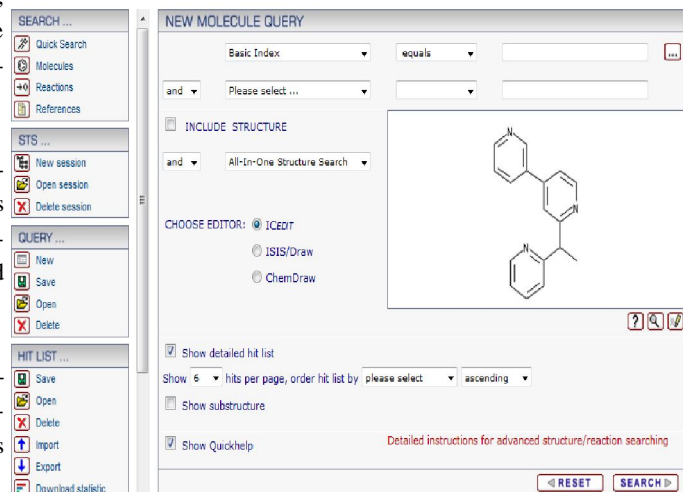 SEARCH ...
Quick Search
Molecules
Reactions
References
STS ...
New session
Open session
Delete session
QUERY ...
New
Save
Open
Delete
HIT LIST ...
Save
Open
Delete
Import
Export
Download statistic
NEW MOLECULE QUERY
Basic Index equals ...
and Please select ...
INCLUDE STRUCTURE
and All-In-One Structure Search
CHOOSE EDITOR: ICEDIT
ISIS/Draw
ChemDraw
N
N
N
?
Show detailed hit list
Show 6 hits per page, order hit list by please select ascending
Show substructure
Show Quickhelp Detailed instructions for advanced structure/reaction searching
RESET SEARCH